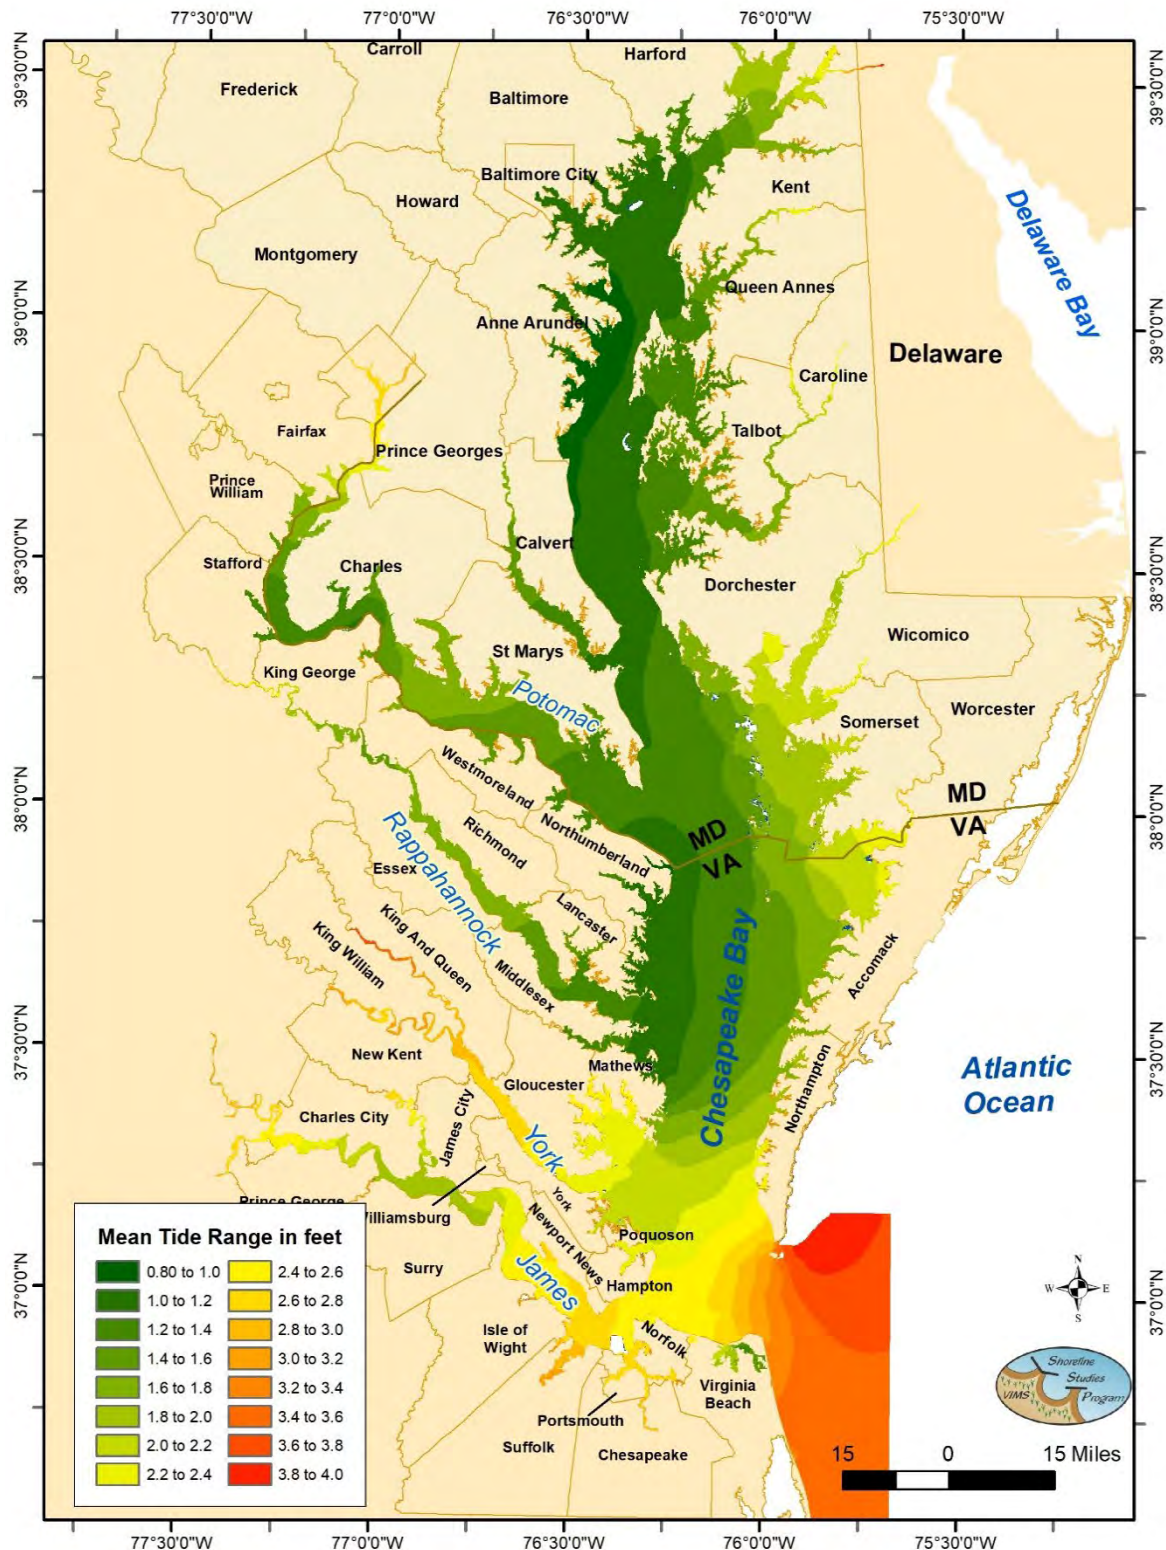 77°30'0"W 77°0'0"W 76°30'0"W 76°0'0"W 75°30'0"W
39°30'0"N
39°0'0"N
38°30'0"N
38°0'0"N
37°30'0"N
37°0'0"N
39°30'0"N
39°0'0"N
38°30'0"N
38°0'0"N
37°30'0"N
37°0'0"N
Carroll
Harford
Frederick
Baltimore
Baltimore City
Kent
Howard
Delaware Bay
Montgomery
Queen Annes
Anne Arundel
Delaware
Caroline
Talbot
Fairfax
Prince Georges
Prince
William
Calvert
Stafford
Charles
Dorchester
Wicomico
St Marys
King George
Potomac
Worcester
Somerset
Westmoreland
MD
VA
MD
VA
Rappahannock
Richmond
Northumberland
Essex
Lancaster
King And Queen
King William
Middlesex
Chesapeake Bay
Accomack
New Kent
Mathews
Gloucester
Northampton
Atlantic
Ocean
Charles City
James City
York
York
Prince George
Williamsburg
Newport News
Poquoson
Surry
James
Hampton
Isle of
Wight
Norfolk
Virginia
Beach
Portsmouth
Suffolk
Chesapeake
Mean Tide Range in feet
0.80 to 1.0 2.4 to 2.6
1.0 to 1.2 2.6 to 2.8
1.2 to 1.4 2.8 to 3.0
1.4 to 1.6 3.0 to 3.2
1.6 to 1.8 3.2 to 3.4
1.8 to 2.0 3.4 to 3.6
2.0 to 2.2 3.6 to 3.8
2.2 to 2.4 3.8 to 4.0
N
W E
S
Shoreline
Studies
Program
VIMS
15 0 15 Miles
77°30'0"W 77°0'0"W 76°30'0"W 76°0'0"W 75°30'0"W